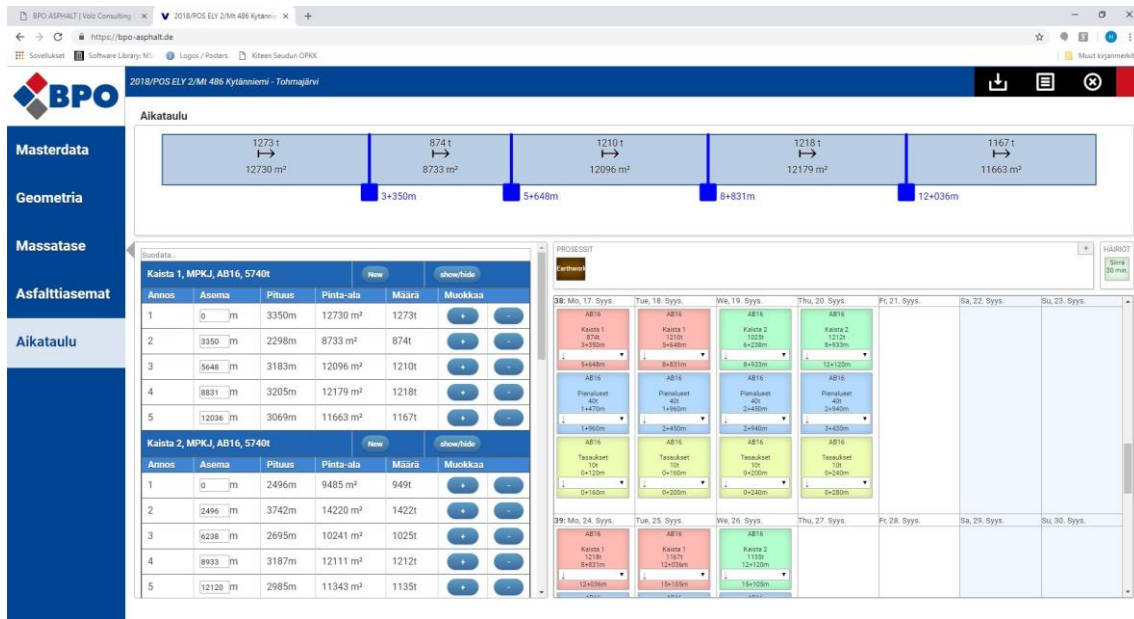 BPO ASPHALT | Volz Consulting
2018/POS ELY 2/Mt 486 Kytännie
https://bpo-asphalt.de
Sovellukset Software Library: MS Logos / Posters Kiteen Seudun OPKK Muut kirjanmerkit
BPO
2018/POS ELY 2/Mt 486 Kytänniemi - Tohmajärvi
Masterdata
Geometria
Massatase
Asfalttiasemat
Aikataulu
Aikataulu
1273 t 874 t 1210 t 1218 t 1167 t
12730 m² 8733 m² 12096 m² 12179 m² 11663 m²
3+350m 5+648m 8+831m 12+036m
Suodata..
Kaista 1, MPKJ, AB16, 5740t New show/hide
Annos Asema Pituus Pinta-ala Määrä Muokkaa
1 0 m 3350m 12730 m² 1273t + -
2 3350 m 2298m 8733 m² 874t + -
3 5648 m 3183m 12096 m² 1210t + -
4 8831 m 3205m 12179 m² 1218t + -
5 12036 m 3069m 11663 m² 1167t + -
Kaista 2, MPKJ, AB16, 5740t New show/hide
Annos Asema Pituus Pinta-ala Määrä Muokkaa
1 0 m 2496m 9485 m² 949t + -
2 2496 m 3742m 14220 m² 1422t + -
3 6238 m 2695m 10241 m² 1025t + -
4 8933 m 3187m 12111 m² 1212t + -
5 12120 m 2985m 11343 m² 1135t + -
PROSESSIT +
Earthwork
HÄIRIÖT
Siirrä
30 min.
38: Mo, 17. Syys. Tue, 18. Syys. We, 19. Syys. Thu, 20. Syys. Fr, 21. Syys. Sa, 22. Syys. Su, 23. Syys.
AB16 AB16 AB16 AB16
Kaista 1 Kaista 1 Kaista 2 Kaista 2
874t 1210t 1025t 1212t
3+350m 5+648m 6+238m 8+933m
5+648m 8+831m 8+933m 12+120m
AB16 AB16 AB16 AB16
Pienalueet Pienalueet Pienalueet Pienalueet
40t 40t 40t 40t
1+470m 1+960m 2+450m 2+940m
1+960m 2+450m 2+940m 3+430m
AB16 AB16 AB16 AB16
Tasaukset Tasaukset Tasaukset Tasaukset
10t 10t 10t 10t
0+120m 0+160m 0+200m 0+240m
0+160m 0+200m 0+240m 0+280m
39: Mo, 24. Syys. Tue, 25. Syys. We, 26. Syys. Thu, 27. Syys. Fr, 28. Syys. Sa, 29. Syys. Su, 30. Syys.
AB16 AB16 AB16
Kaista 1 Kaista 1 Kaista 2
1218t 1167t 1135t
8+831m 12+036m 12+120m
12+036m 15+105m 15+105m